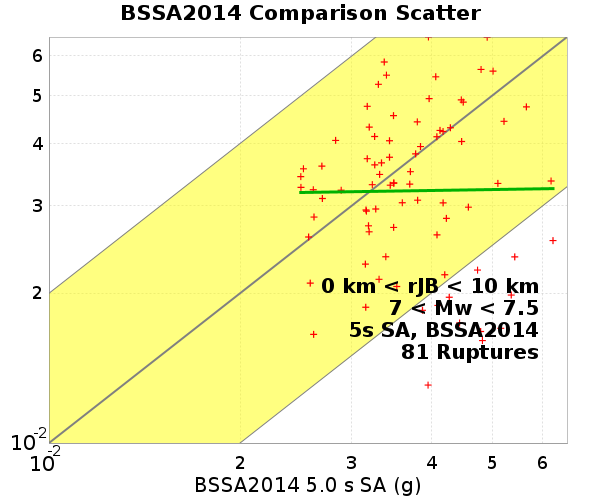 BSSA2014 Comparison Scatter
6
5
4
3
2
10-2
0 km < rJB < 10 km
7 < Mw < 7.5
5s SA, BSSA2014
81 Ruptures
10-2
2 3 4 5 6
BSSA2014 5.0 s SA (g)